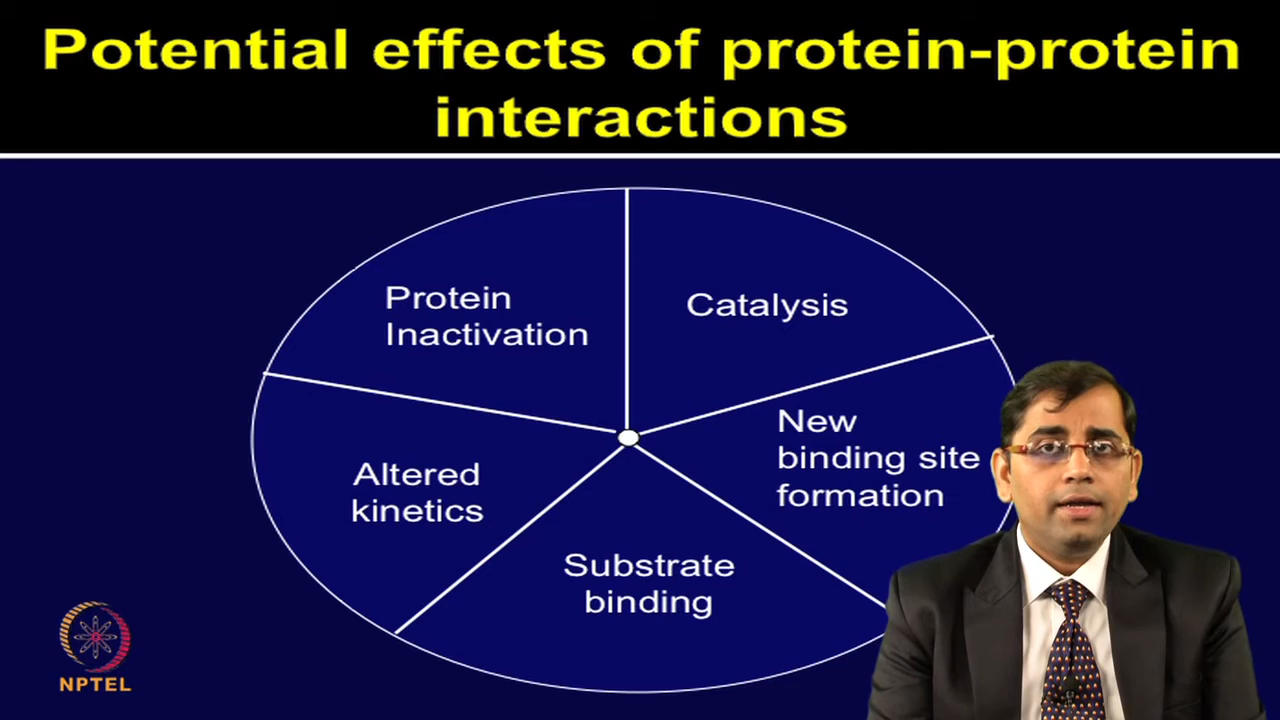 Potential effects of protein-protein
interactions
Protein
Inactivation
Catalysis
New
binding site
formation
Altered
kinetics
Substrate
binding
NPTEL